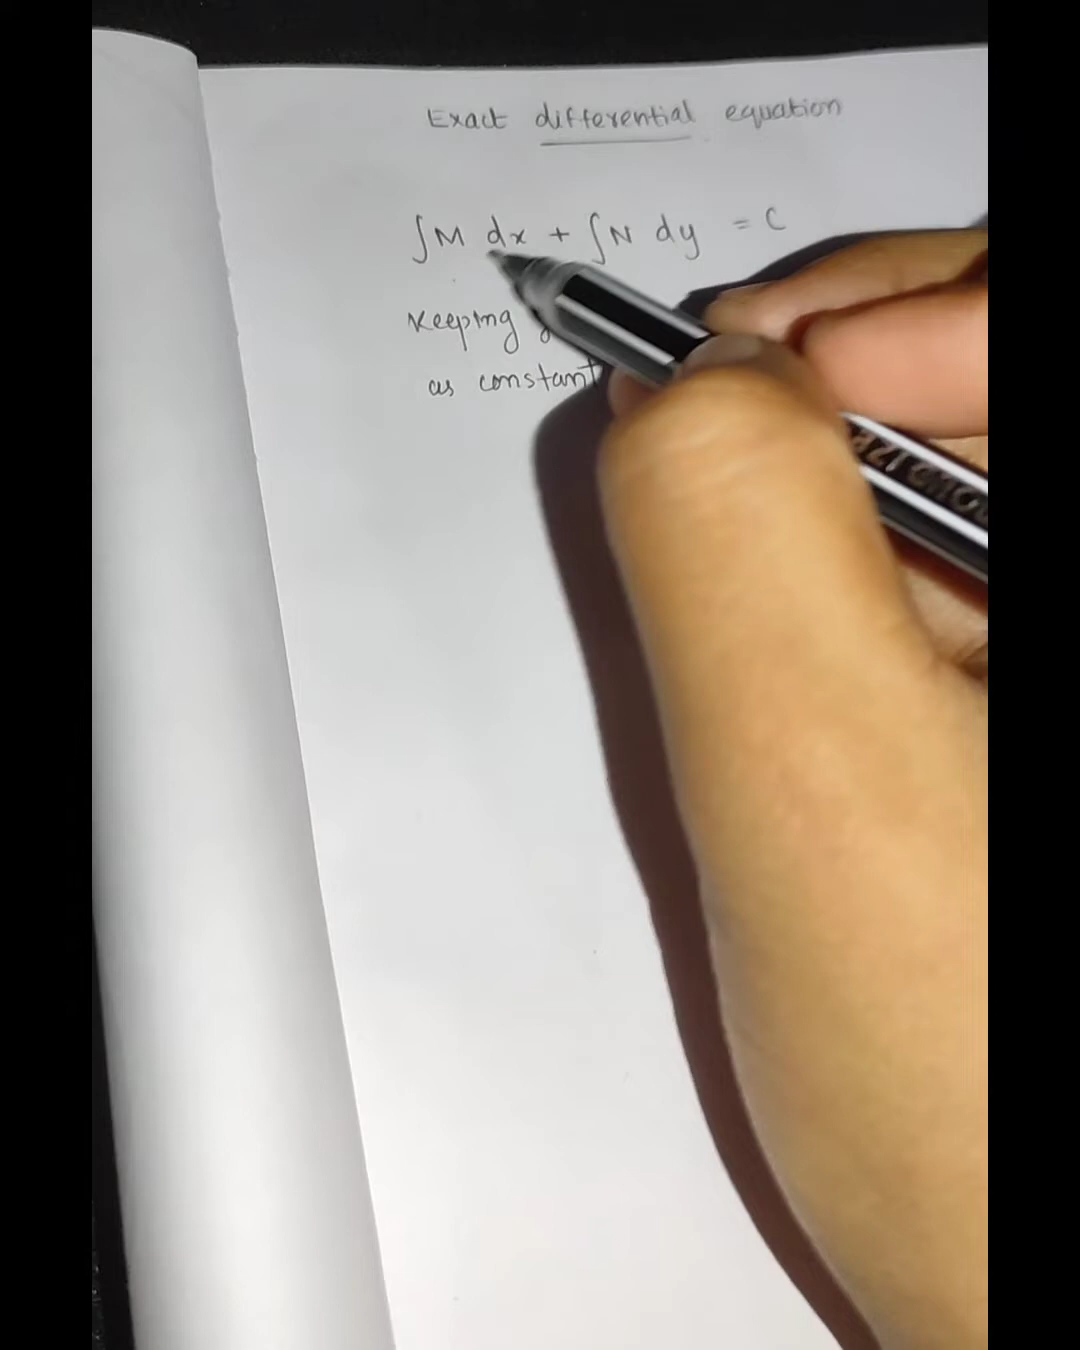 Exact differential equation
∫M dx + ∫N dy = C
Keeping
as constant